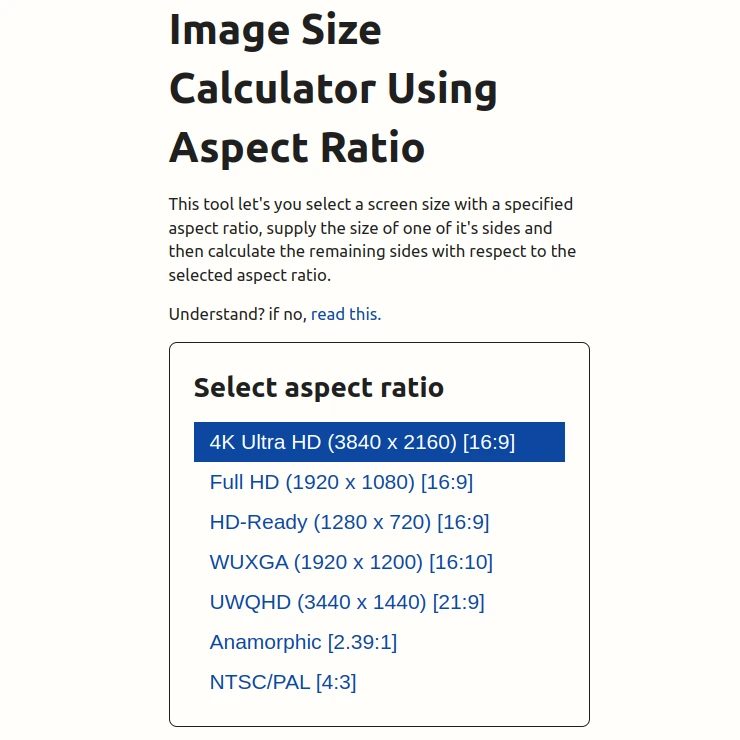 Image Size
Calculator Using
Aspect Ratio
This tool let's you select a screen size with a specified
aspect ratio, supply the size of one of it's sides and
then calculate the remaining sides with respect to the
selected aspect ratio.
Understand? if no, read this.
Select aspect ratio
4K Ultra HD (3840 x 2160) [16:9]
Full HD (1920 x 1080) [16:9]
HD-Ready (1280 x 720) [16:9]
WUXGA (1920 x 1200) [16:10]
UWQHD (3440 x 1440) [21:9]
Anamorphic [2.39:1]
NTSC/PAL [4:3]